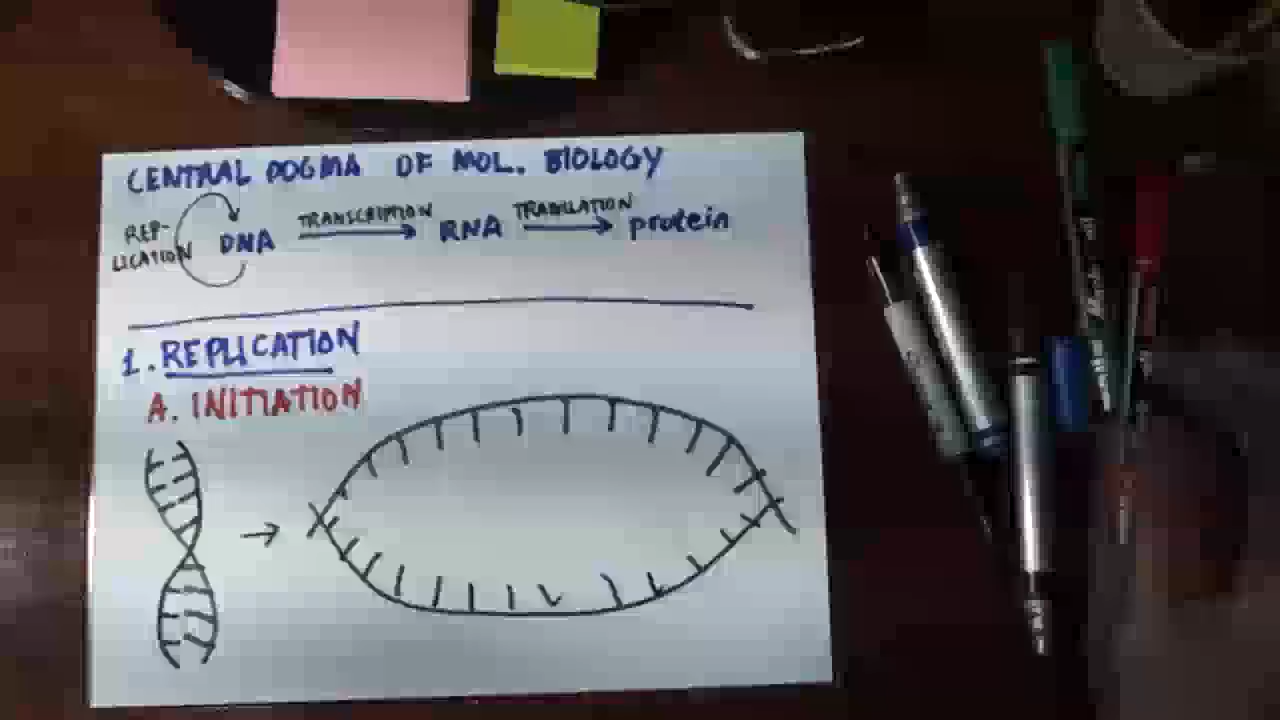 CENTRAL DOGMA OF MOL. BIOLOGY
REP-
LICATION DNA TRANSCRIPTION RNA TRANSLATION protein
1. REPLICATION
A. INITIATION